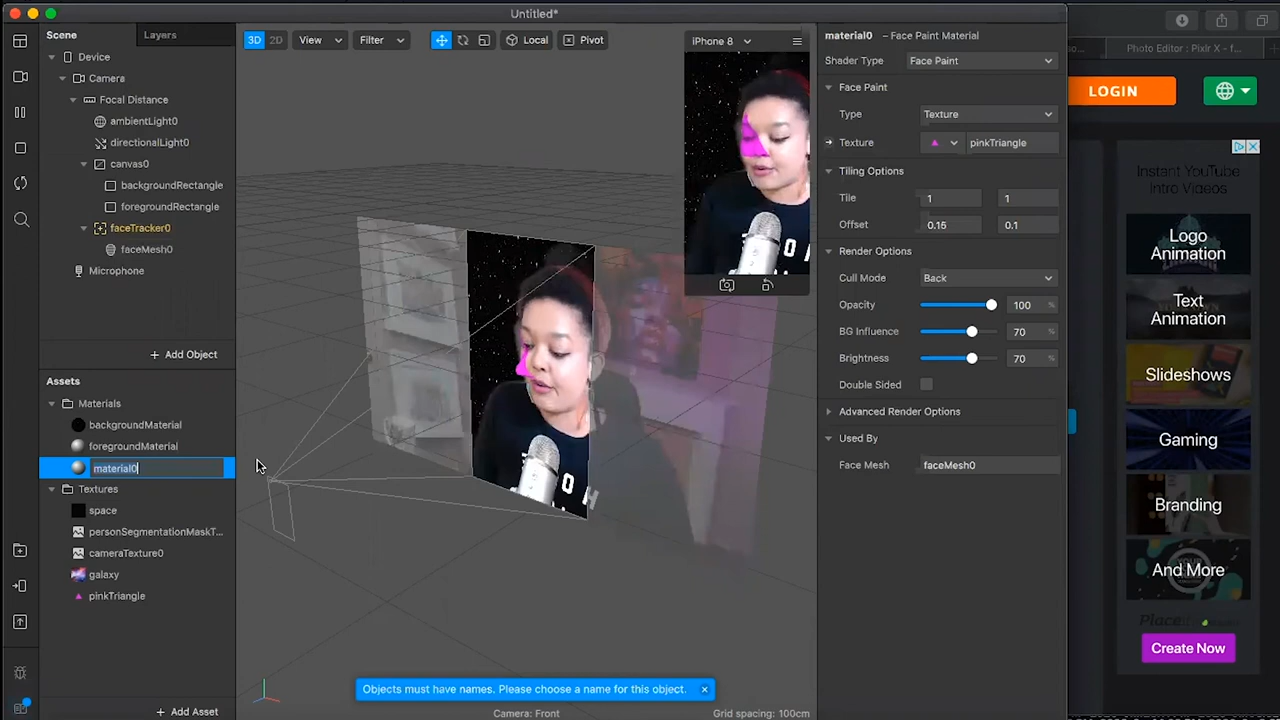 Untitled*
Scene
Layers
Device
Camera
Focal Distance
ambientLight0
directionalLight0
canvas0
backgroundRectangle
foregroundRectangle
faceTracker0
faceMesh0
Microphone
Add Object
Assets
Materials
backgroundMaterial
foregroundMaterial
material0
Textures
space
personSegmentationMaskT...
cameraTexture0
galaxy
pinkTriangle
Add Asset
3D
2D
View
Filter
Local
Pivot
iPhone 8
Objects must have names. Please choose a name for this object.
Camera: Front
Grid spacing: 100cm
material0 – Face Paint Material
Shader Type
Face Paint
Face Paint
Type
Texture
Texture
pinkTriangle
Tiling Options
Tile
1
1
Offset
0.15
0.1
Render Options
Cull Mode
Back
Opacity
100
%
BG Influence
70
%
Brightness
70
%
Double Sided
Advanced Render Options
Used By
Face Mesh
faceMesh0
Photo Editor : Pixlr X - f...
LOGIN
Instant YouTube
Intro Videos
Logo
Animation
Text
Animation
Slideshows
Gaming
Branding
And More
Place
Create Now